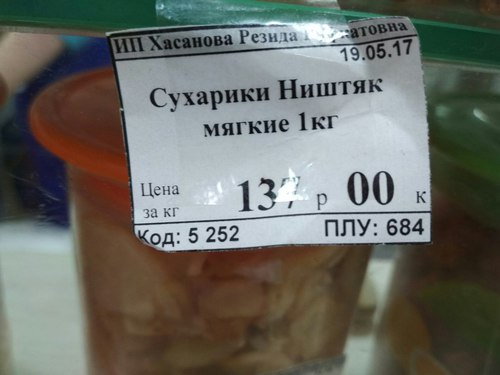 ИП Хасанова Резида
19.05.17
Сухарики Ништяк
мягкие 1кг
Цена
за кг
137 р 00 к
Код: 5 252 ПЛУ: 684